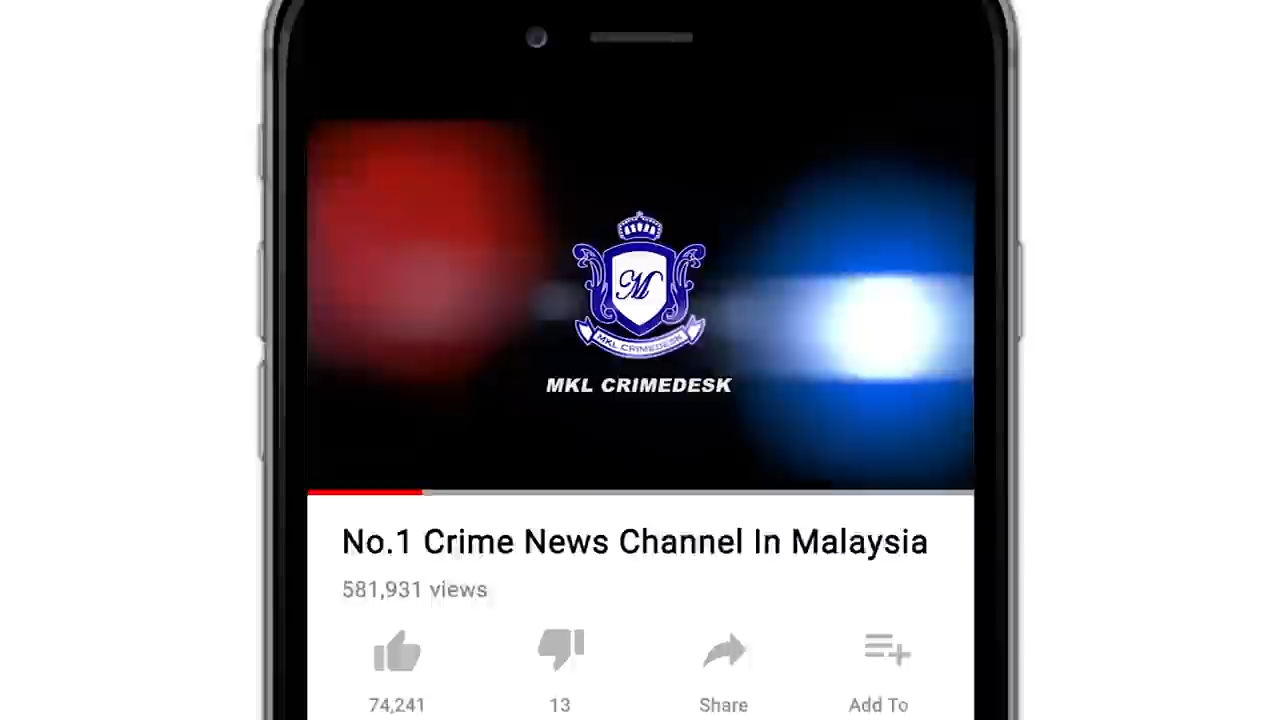 M
MKL CRIMEDESK
MKL CRIMEDESK
No.1 Crime News Channel In Malaysia
581,931 views
74,241
13
Share
Add To